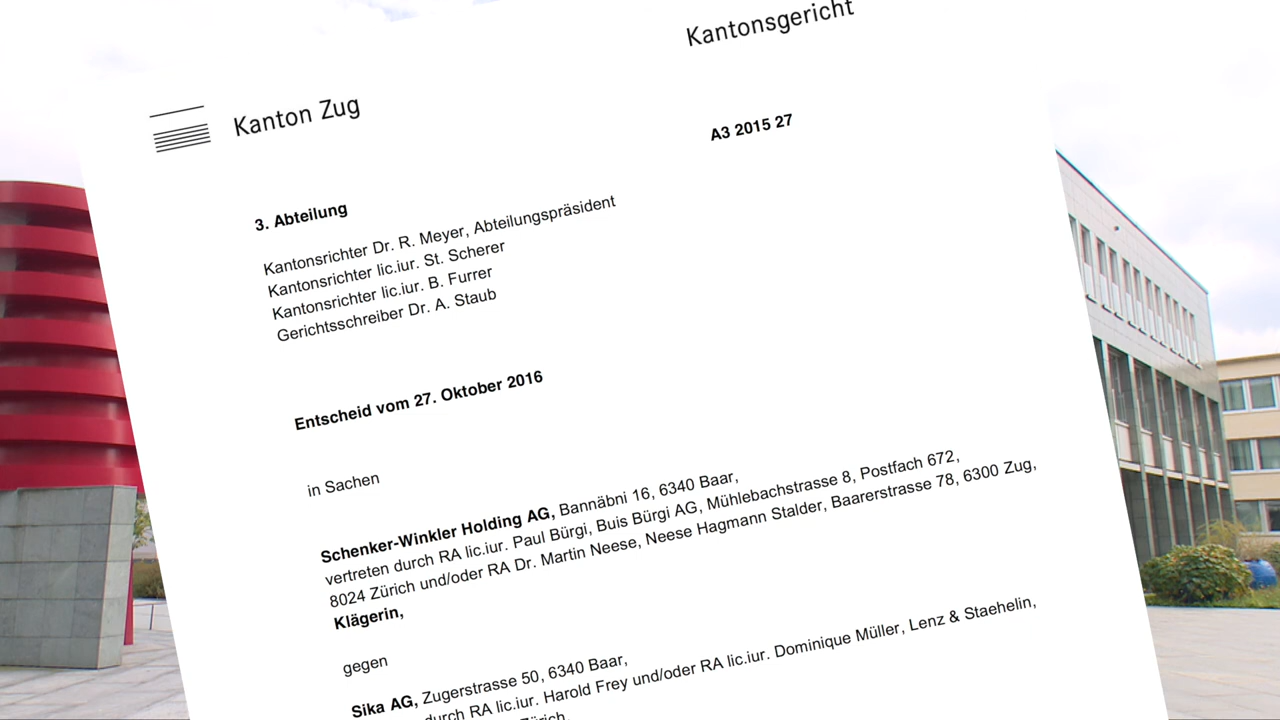 Kantonsgericht
Kanton Zug
A3 2015 27
3. Abteilung
Kantonsrichter Dr. R. Meyer, Abteilungspräsident
Kantonsrichter lic.iur. St. Scherer
Kantonsrichter lic.iur. B. Furrer
Gerichtsschreiber Dr. A. Staub
Entscheid vom 27. Oktober 2016
in Sachen
Schenker-Winkler Holding AG, Bannäbni 16, 6340 Baar,
vertreten durch RA lic.iur. Paul Bürgi, Buis Bürgi AG, Mühlebachstrasse 8, Postfach 672,
8024 Zürich und/oder RA Dr. Martin Neese, Neese Hagmann Stalder, Baarerstrasse 78, 6300 Zug,
Klägerin,
gegen
Sika AG, Zugerstrasse 50, 6340 Baar,
durch RA lic.iur. Harold Frey und/oder RA lic.iur. Dominique Müller, Lenz & Staehelin,
Zürich,